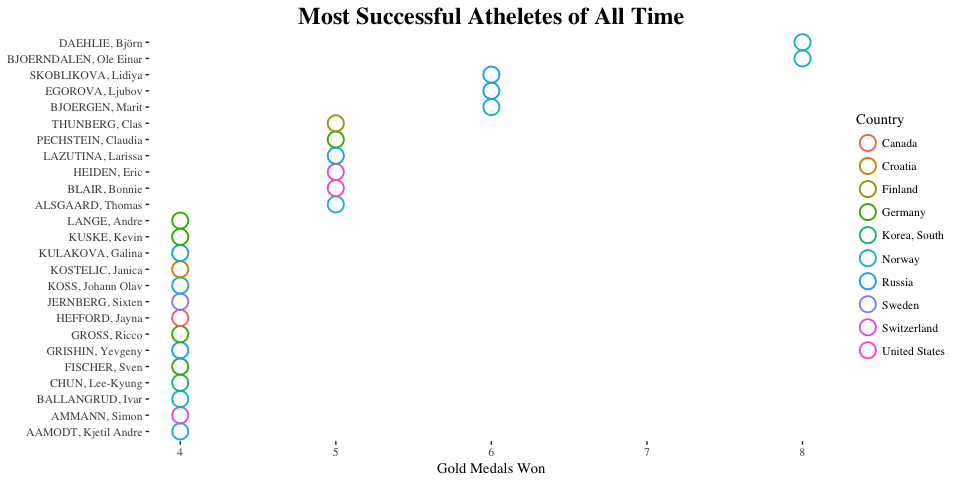 Most Successful Atheletes of All Time
DAEHLIE, Björn
BJOERNDALEN, Ole Einar
SKOBLIKOVA, Lidiya
EGOROVA, Ljubov
BJOERGEN, Marit
THUNBERG, Clas
PECHSTEIN, Claudia
LAZUTINA, Larissa
HEIDEN, Eric
BLAIR, Bonnie
ALSGAARD, Thomas
LANGE, Andre
KUSKE, Kevin
KULAKOVA, Galina
KOSTELIC, Janica
KOSS, Johann Olav
JERNBERG, Sixten
HEFFORD, Jayna
GROSS, Ricco
GRISHIN, Yevgeny
FISCHER, Sven
CHUN, Lee-Kyung
BALLANGRUD, Ivar
AMMANN, Simon
AAMODT, Kjetil Andre
4 5 6 7 8
Gold Medals Won
Country
Canada
Croatia
Finland
Germany
Korea, South
Norway
Russia
Sweden
Switzerland
United States